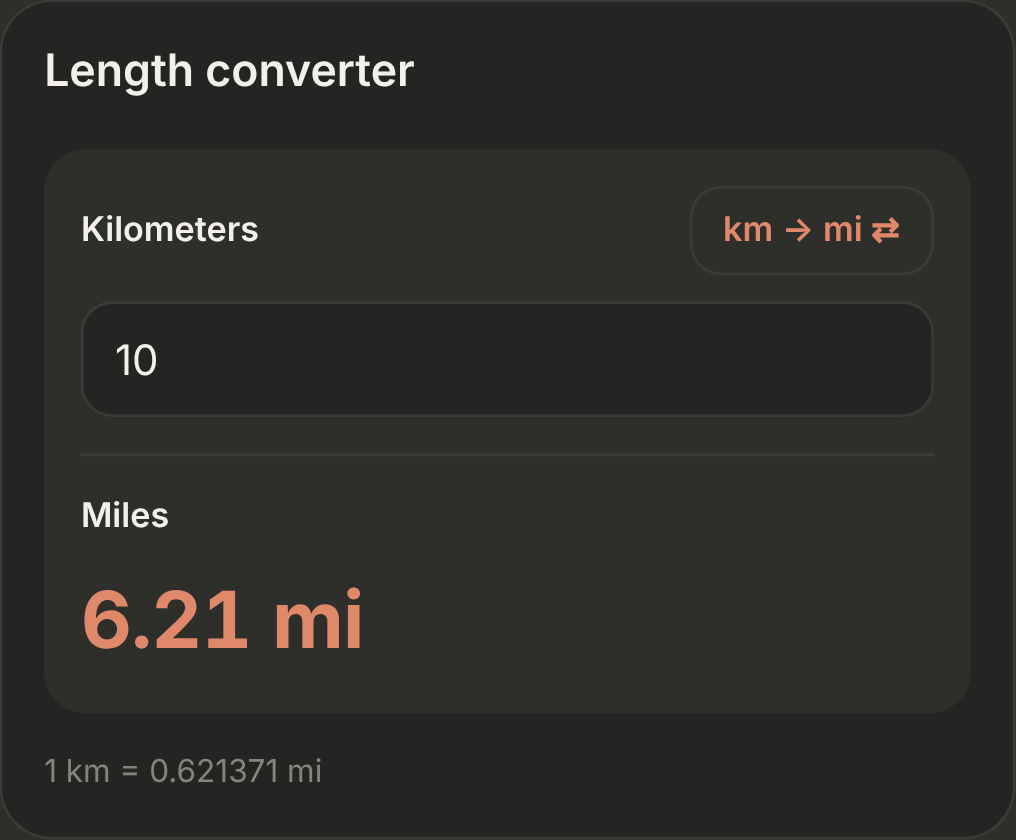 Length converter
Kilometers
km → mi ⇄
10
Miles
6.21 mi
1 km = 0.621371 mi